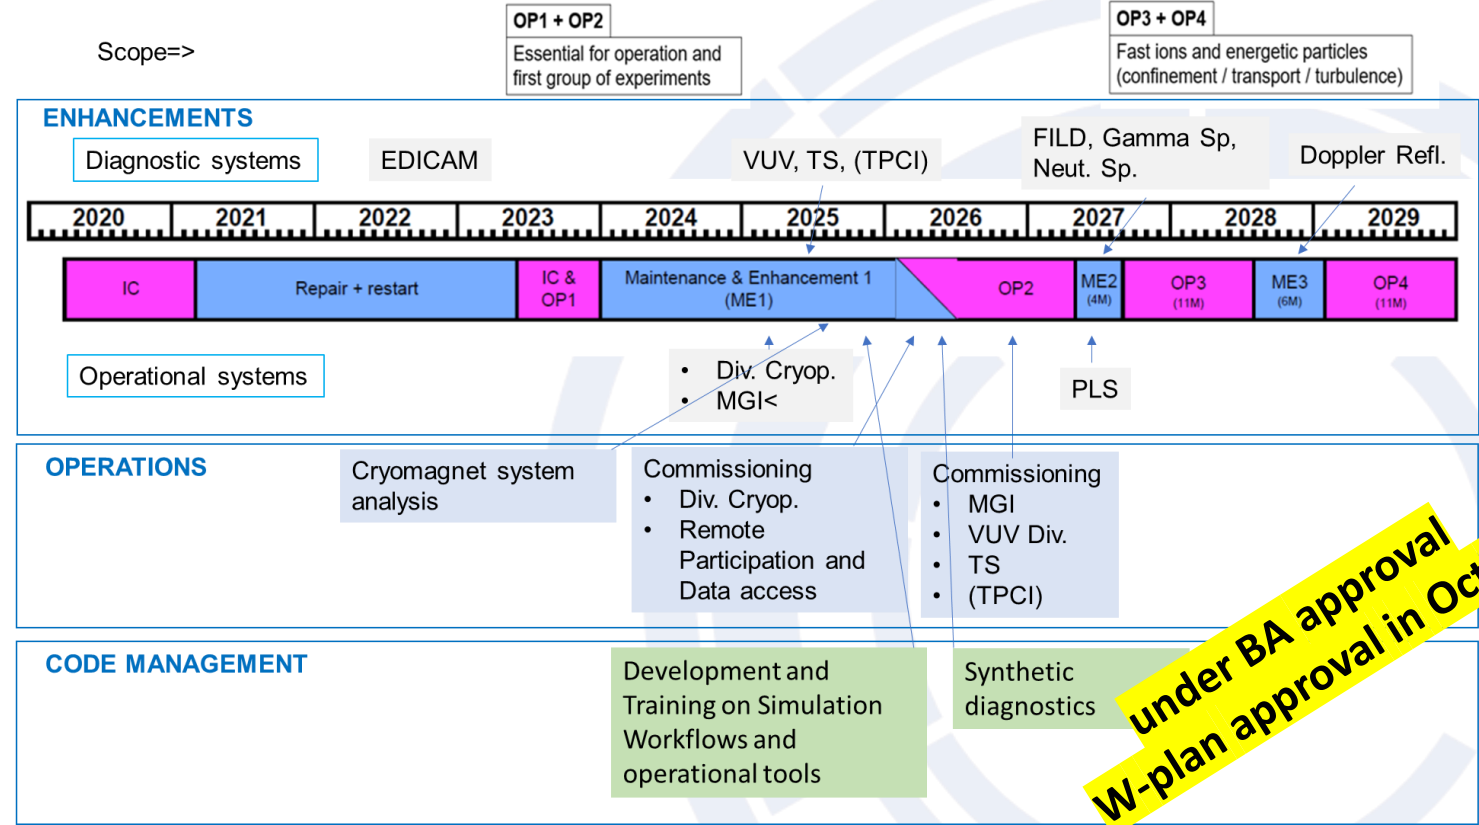 Scope=>
OP1 + OP2
Essential for operation and
first group of experiments
OP3 + OP4
Fast ions and energetic particles
(confinement / transport / turbulence)
ENHANCEMENTS
Diagnostic systems
EDICAM
VUV, TS, (TPCI)
FILD, Gamma Sp,
Neut. Sp.
Doppler Refl.
2020 2021 2022 2023 2024 2025 2026 2027 2028 2029
IC
Repair + restart
IC &
OP1
Maintenance & Enhancement 1
(ME1)
OP2
ME2
(4M)
OP3
(11M)
ME3
(6M)
OP4
(11M)
Operational systems
• Div. Cryop.
• MGI<
PLS
OPERATIONS
Cryomagnet system
analysis
Commissioning
• Div. Cryop.
• Remote
Participation and
Data access
Commissioning
• MGI
• VUV Div.
• TS
• (TPCI)
CODE MANAGEMENT
Development and
Training on Simulation
Workflows and
operational tools
Synthetic
diagnostics
under BA approval
W-plan approval in Oct